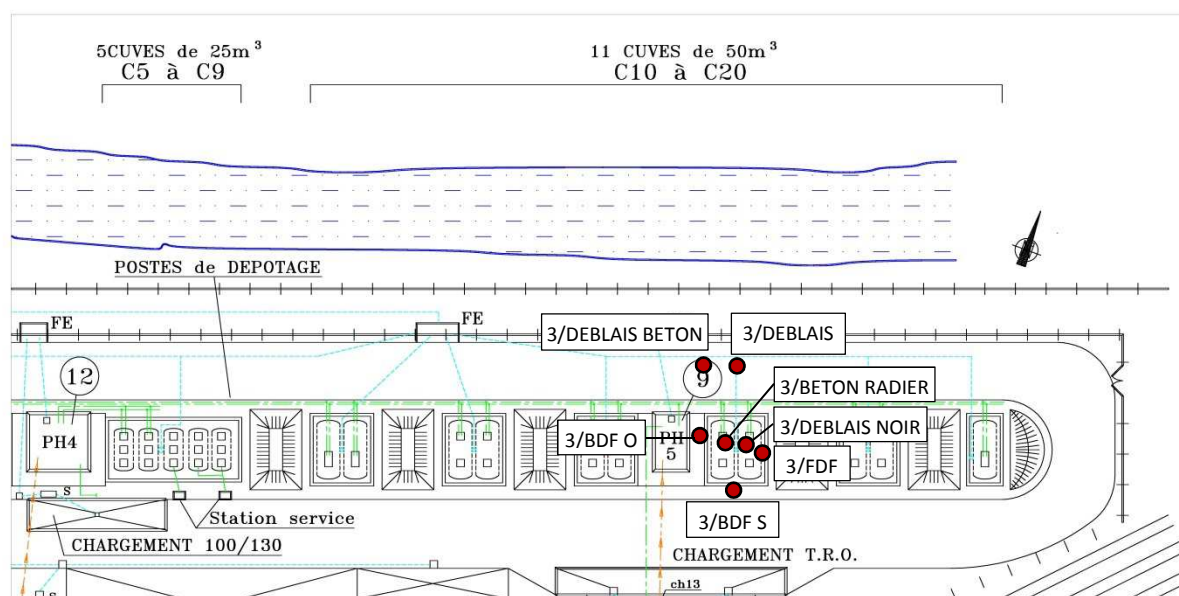 5CUVES de 25m³
C5 à C9
11 CUVES de 50m³
C10 à C20
POSTES de DEPOTAGE
FE
FE
3/DEBLAIS BETON
3/DEBLAIS
12
9
3/BETON RADIER
3/DEBLAIS NOIR
PH4
3/BDF O
PH
5
3/FDF
S
Station service
3/BDF S
CHARGEMENT 100/130
CHARGEMENT T.R.O.
ch13
S